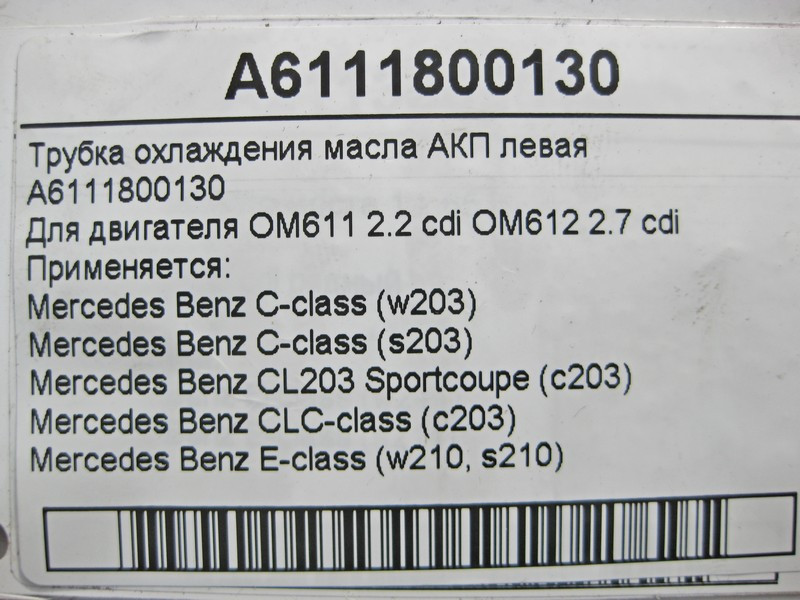 A6111800130
Трубка охлаждения масла АКП левая
A6111800130
Для двигателя OM611 2.2 cdi OM612 2.7 cdi
Применяется:
Mercedes Benz C-class (w203)
Mercedes Benz C-class (s203)
Mercedes Benz CL203 Sportcoupe (c203)
Mercedes Benz CLC-class (c203)
Mercedes Benz E-class (w210, s210)